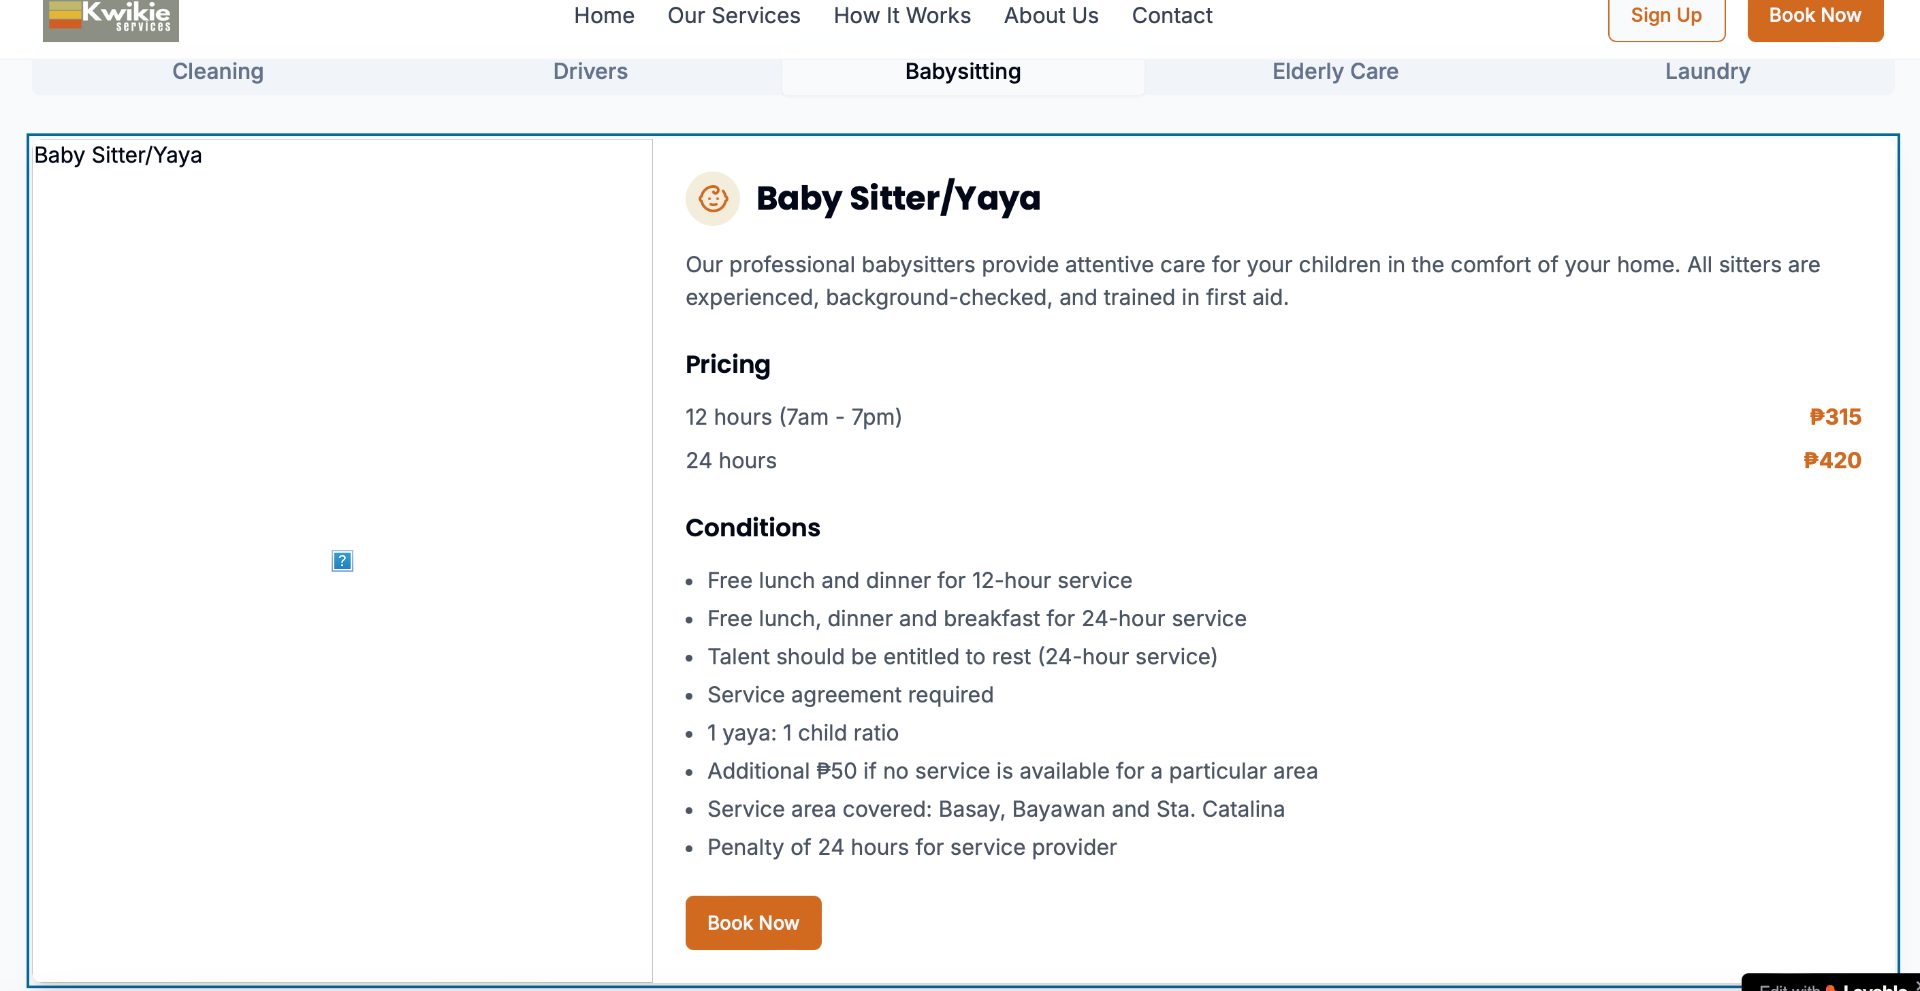 Kwikie
services
Home
Our Services
How It Works
About Us
Contact
Sign Up
Book Now
Cleaning
Drivers
Babysitting
Elderly Care
Laundry
Baby Sitter/Yaya
?
Baby Sitter/Yaya
Our professional babysitters provide attentive care for your children in the comfort of your home. All sitters are
experienced, background-checked, and trained in first aid.
Pricing
12 hours (7am - 7pm)
₱315
24 hours
₱420
Conditions
• Free lunch and dinner for 12-hour service
• Free lunch, dinner and breakfast for 24-hour service
• Talent should be entitled to rest (24-hour service)
• Service agreement required
• 1 yaya: 1 child ratio
• Additional ₱50 if no service is available for a particular area
• Service area covered: Basay, Bayawan and Sta. Catalina
• Penalty of 24 hours for service provider
Book Now
Edit with Lovable